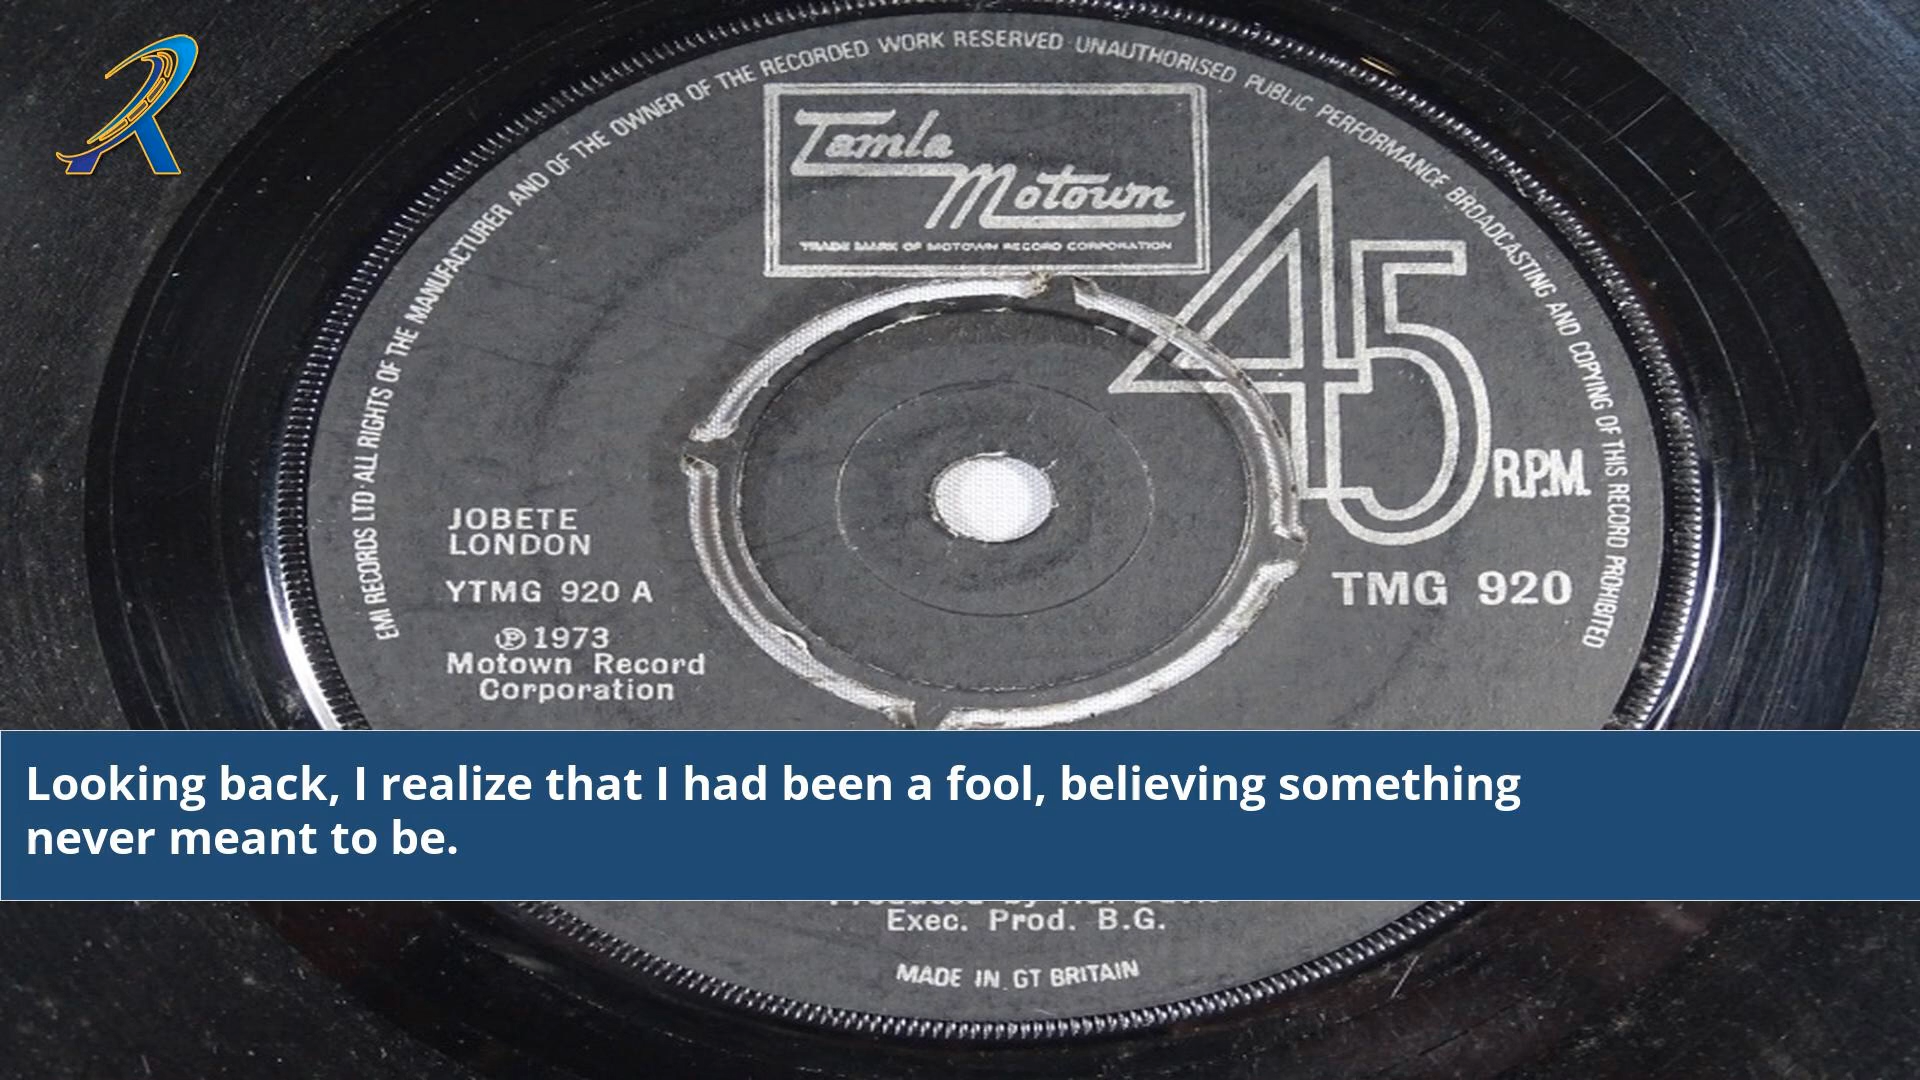 EMI RECORDS LTD·ALL RIGHTS OF THE MANUFACTURER AND OF THE OWNER OF THE RECORDED WORK RESERVED·UNAUTHORISED PUBLIC PERFORMANCE BROADCASTING AND COPYING OF THIS RECORD PROHIBITED
Tamla
Motown
TRADE MARK OF MOTOWN RECORD CORPORATION
45
R.P.M.
JOBETE
LONDON
YTMG 920 A
TMG 920
Ⓟ1973
Motown Record
Corporation
Looking back, I realize that I had been a fool, believing something
never meant to be.
Exec. Prod. B.G.
MADE IN GT BRITAIN